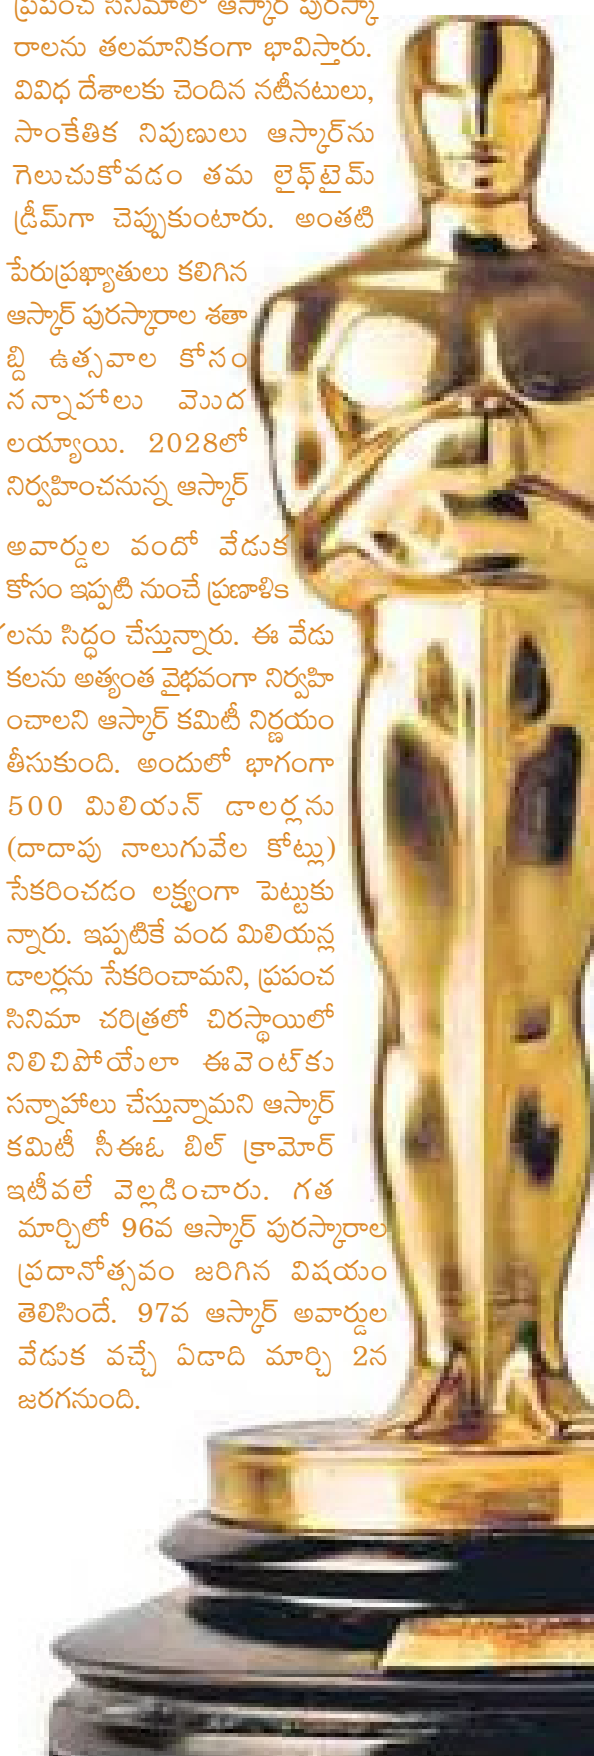 ప్రపంచ సినిమాలో ఆస్కార్ పురస్కా
రాలను తలమానికంగా భావిస్తారు.
వివిధ దేశాలకు చెందిన నటీనటులు,
సాంకేతిక నిపుణులు ఆస్కార్‌ను
గెలుచుకోవడం తమ లైఫ్‌టైమ్
డ్రీమ్‌గా చెప్పుకుంటారు. అంతటి
పేరుప్రఖ్యాతులు కలిగిన
ఆస్కార్ పురస్కారాల శతా
బ్ది ఉత్సవాల కోసం
సన్నాహాలు మొద
లయ్యాయి. 2028లో
నిర్వహించనున్న ఆస్కార్
అవార్డుల వందో వేడుక
కోసం ఇప్పటి నుంచే ప్రణాళిక
లను సిద్ధం చేస్తున్నారు. ఈ వేడు
కలను అత్యంత వైభవంగా నిర్వహి
ంచాలని ఆస్కార్ కమిటీ నిర్ణయం
తీసుకుంది. అందులో భాగంగా
500 మిలియన్ డాలర్లను
(దాదాపు నాలుగువేల కోట్లు)
సేకరించడం లక్ష్యంగా పెట్టుకు
న్నారు. ఇప్పటికే వంద మిలియన్ల
డాలర్లను సేకరించామని, ప్రపంచ
సినిమా చరిత్రలో చిరస్థాయిలో
నిలిచిపోయేలా ఈవెంట్‌కు
సన్నాహాలు చేస్తున్నామని ఆస్కార్
కమిటీ సీఈఓ బిల్ క్రామోర్
ఇటీవలే వెల్లడించారు. గత
మార్చిలో 96వ ఆస్కార్ పురస్కారాల
ప్రదానోత్సవం జరిగిన విషయం
తెలిసిందే. 97వ ఆస్కార్ అవార్డుల
వేడుక వచ్చే ఏడాది మార్చి 2న
జరగనుంది.